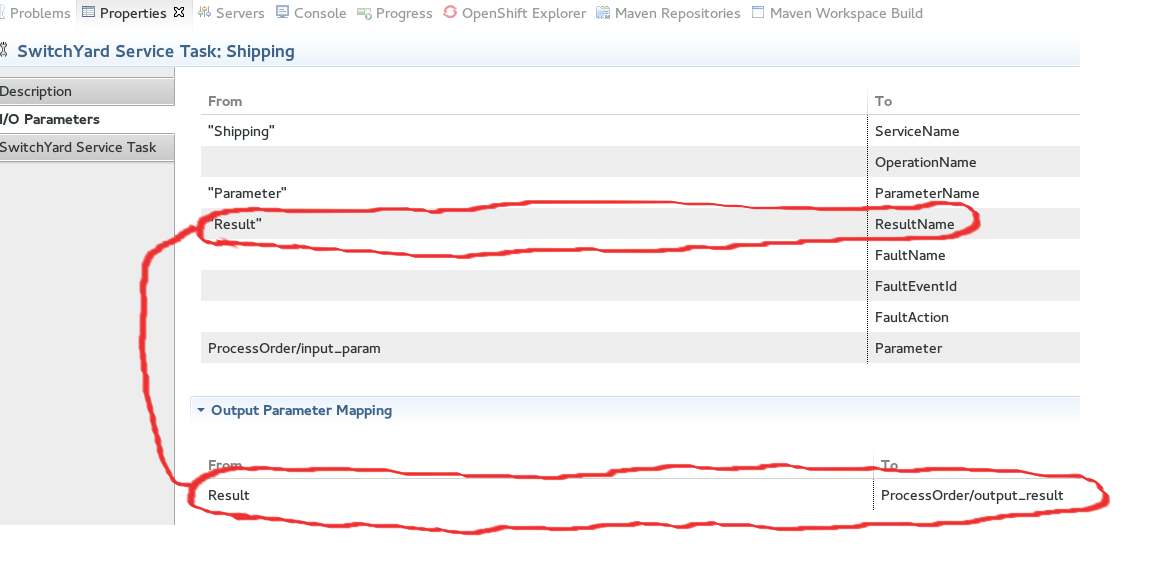 Problems Properties Servers Console Progress OpenShift Explorer Maven Repositories Maven Workspace Build
SwitchYard Service Task: Shipping
Description
I/O Parameters
SwitchYard Service Task
From To
"Shipping" ServiceName
OperationName
"Parameter" ParameterName
"Result" ResultName
FaultName
FaultEventId
FaultAction
ProcessOrder/input_param Parameter
Output Parameter Mapping
From To
Result ProcessOrder/output_result